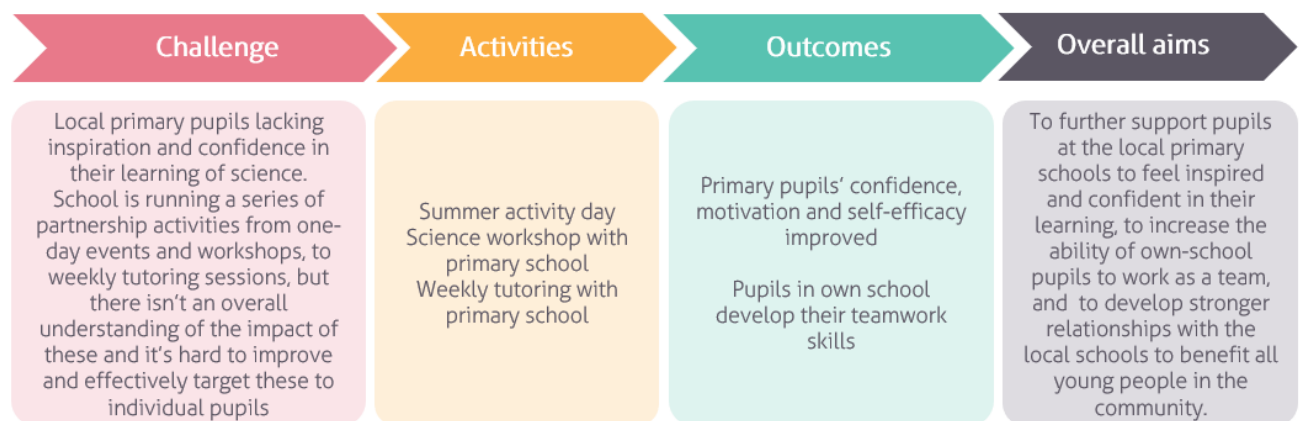 Challenge
Activities
Outcomes
Overall aims
Local primary pupils lacking
inspiration and confidence in
their learning of science.
School is running a series of
partnership activities from one-
day events and workshops, to
weekly tutoring sessions, but
there isn't an overall
understanding of the impact of
these and it's hard to improve
and effectively target these to
individual pupils
Summer activity day
Science workshop with
primary school
Weekly tutoring with
primary school
Primary pupils' confidence,
motivation and self-efficacy
improved
Pupils in own school
develop their teamwork
skills
To further support pupils
at the local primary
schools to feel inspired
and confident in their
learning, to increase the
ability of own-school
pupils to work as a team,
and to develop stronger
relationships with the
local schools to benefit all
young people in the
community.